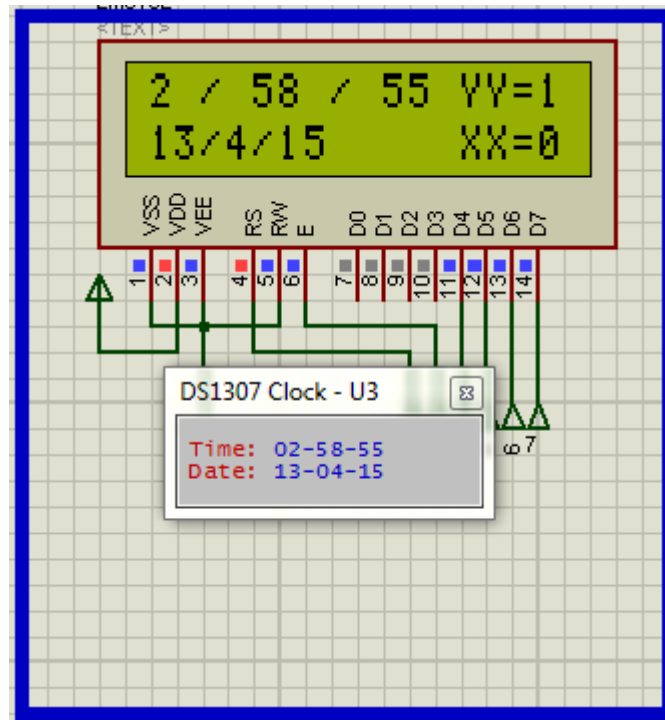 <TEXT>
2 / 58 / 55 YY=1
13/4/15 XX=0
VSS VDD VEE RS RW E D0 D1 D2 D3 D4 D5 D6 D7
1 2 3 4 5 6 7 8 9 10 11 12 13 14
DS1307 Clock - U3
Time: 02-58-55
Date: 13-04-15
6 7